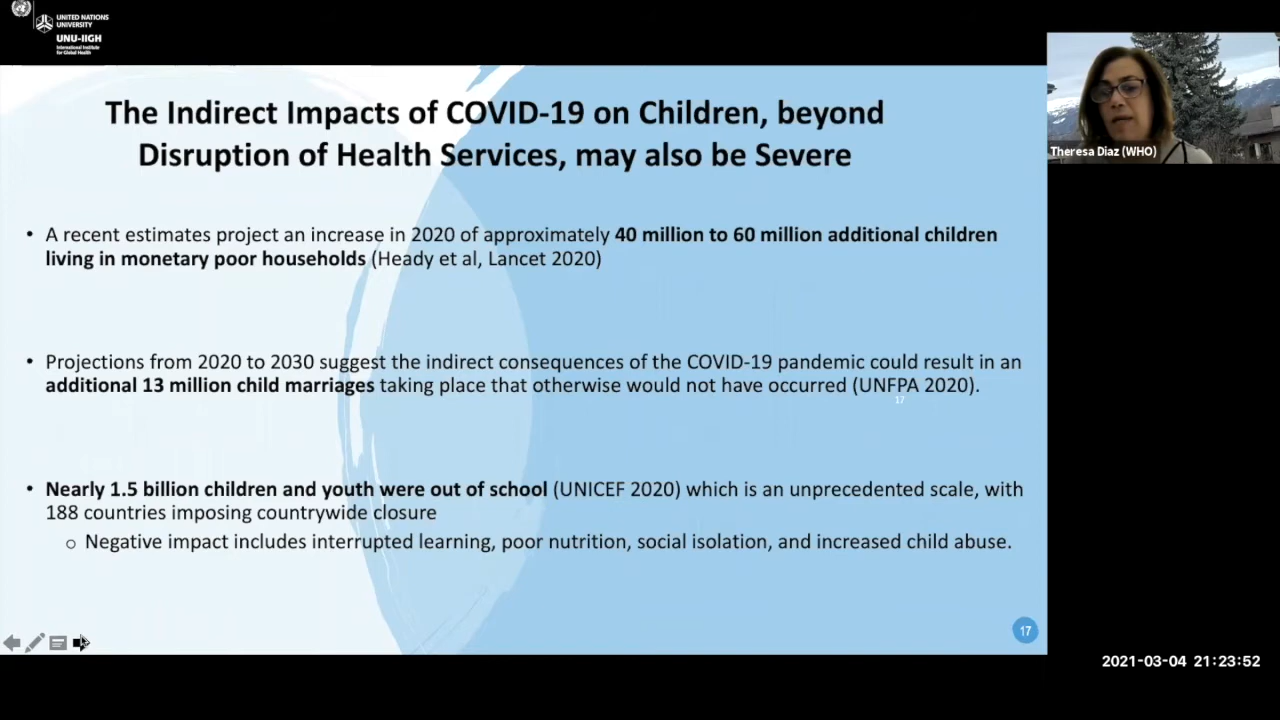 UNITED NATIONS
UNIVERSITY
UNU-IIGH
International Institute
for Global Health
The Indirect Impacts of COVID-19 on Children, beyond
Disruption of Health Services, may also be Severe
• A recent estimates project an increase in 2020 of approximately 40 million to 60 million additional children
living in monetary poor households (Heady et al, Lancet 2020)
• Projections from 2020 to 2030 suggest the indirect consequences of the COVID-19 pandemic could result in an
additional 13 million child marriages taking place that otherwise would not have occurred (UNFPA 2020).
17
• Nearly 1.5 billion children and youth were out of school (UNICEF 2020) which is an unprecedented scale, with
188 countries imposing countrywide closure
o Negative impact includes interrupted learning, poor nutrition, social isolation, and increased child abuse.
17
Theresa Diaz (WHO)
2021-03-04 21:23:52